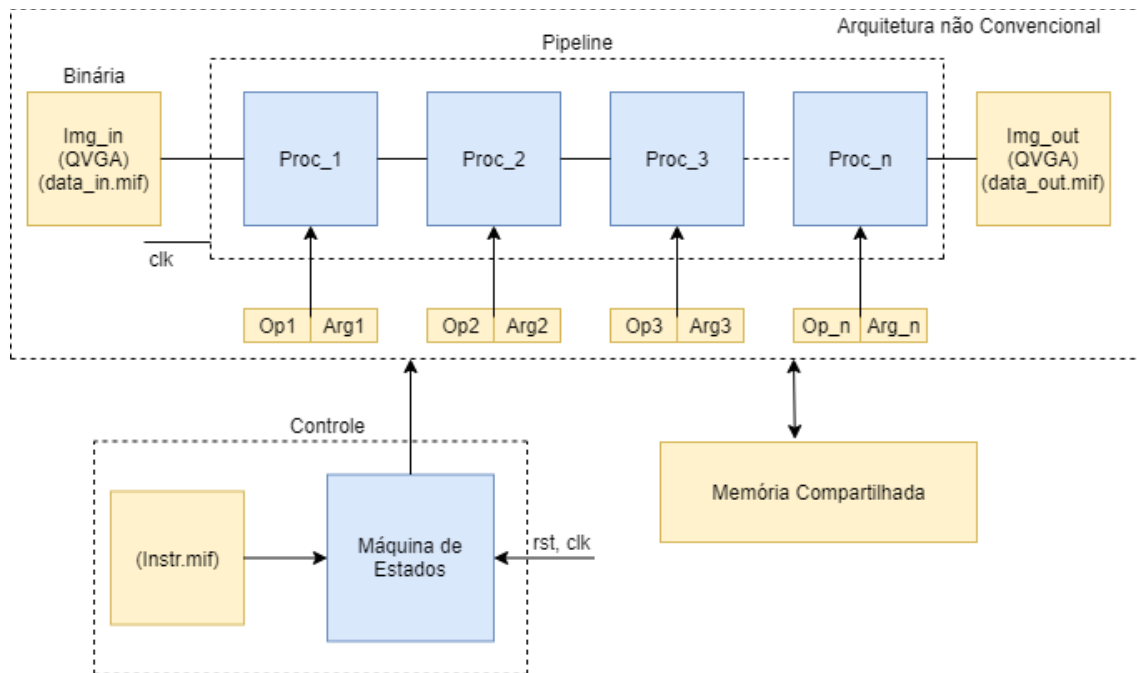 Arquitetura não Convencional
Pipeline
Binária
Img_in
(QVGA)
(data_in.mif)
Proc_1
Proc_2
Proc_3
Proc_n
Img_out
(QVGA)
(data_out.mif)
clk
Op1 Arg1
Op2 Arg2
Op3 Arg3
Op_n Arg_n
Controle
(Instr.mif)
Máquina de
Estados
rst, clk
Memória Compartilhada